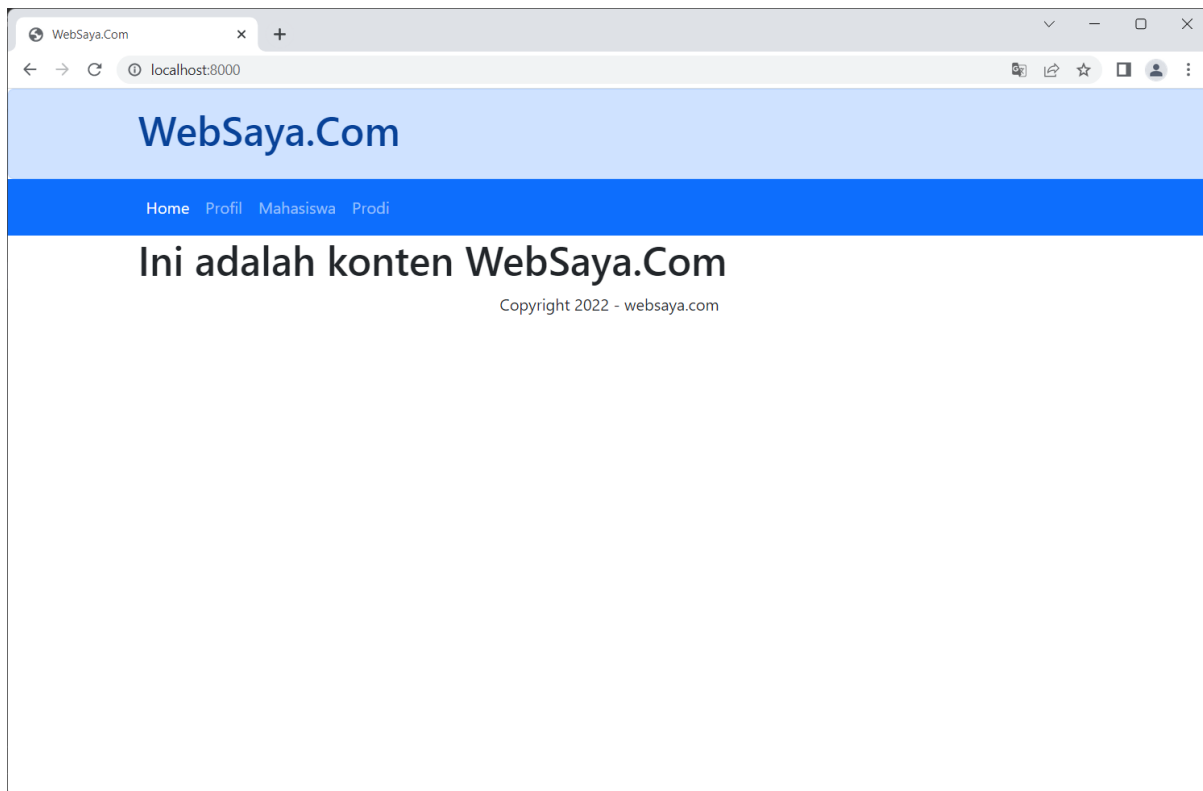 WebSaya.Com
localhost:8000
WebSaya.Com
Home Profil Mahasiswa Prodi
Ini adalah konten WebSaya.Com
Copyright 2022 - websaya.com